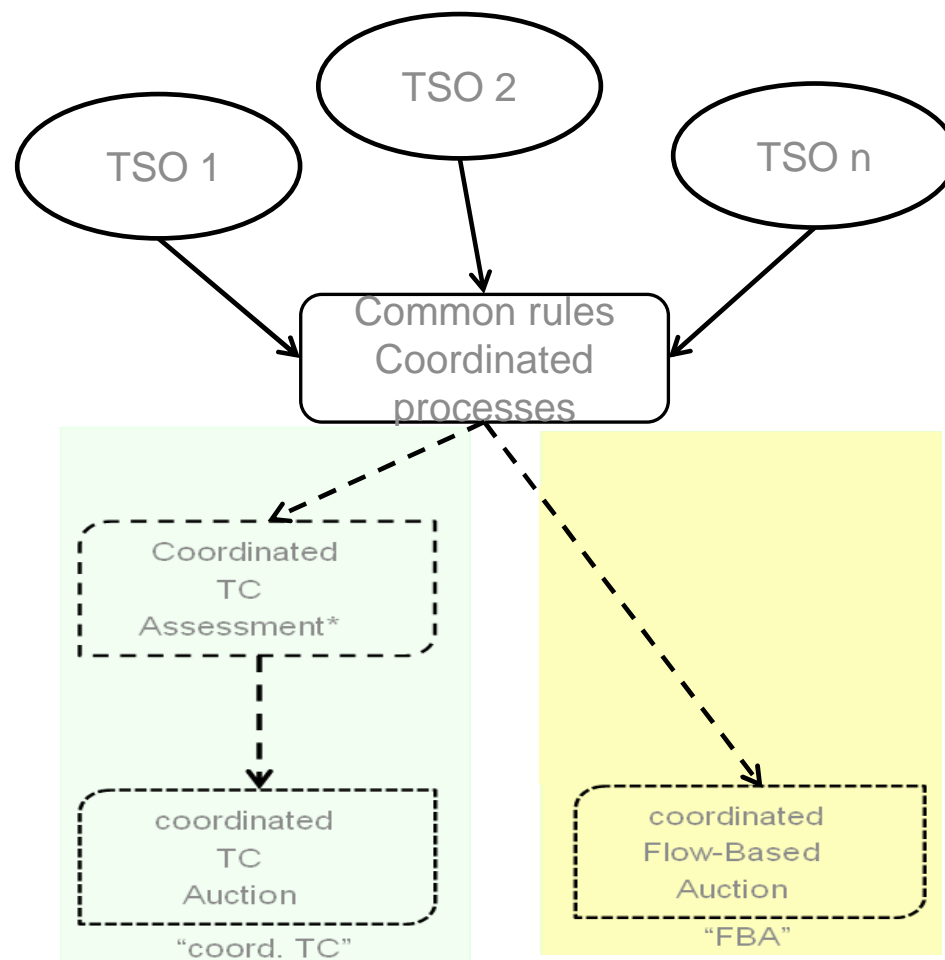 TSO 1
TSO 2
TSO n
Common rules
Coordinated
processes
Coordinated
TC
Assessment*
coordinated
TC
Auction
“coord. TC”
coordinated
Flow-Based
Auction
“FBA”